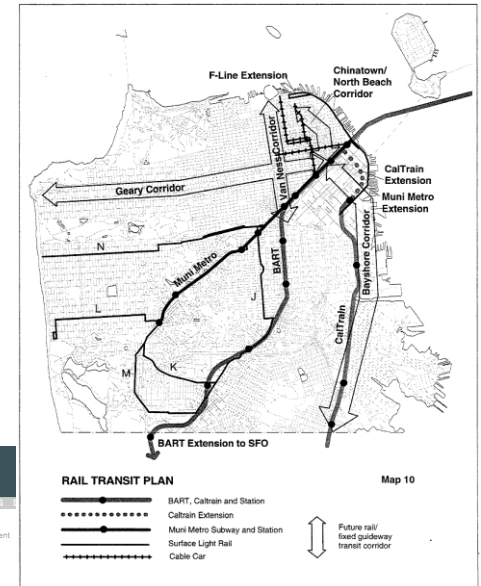 F-Line Extension
Chinatown/
North Beach
Corridor
Van Ness Corridor
CalTrain
Extension
Muni Metro
Extension
Geary Corridor
Bayshore Corridor
N
Muni Metro
BART
J
L
CalTrain
K
M
BART Extension to SFO
RAIL TRANSIT PLAN
Map 10
BART, Caltrain and Station
Caltrain Extension
Muni Metro Subway and Station
Surface Light Rail
Cable Car
Future rail/
fixed guideway
transit corridor